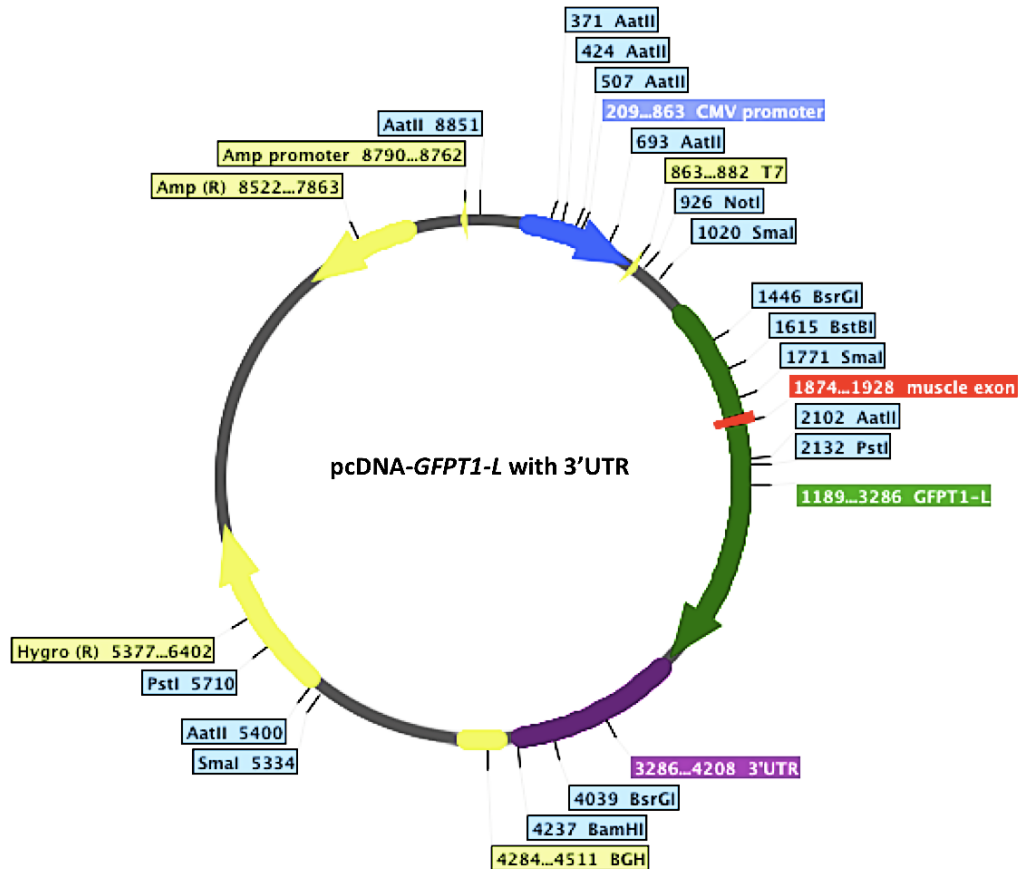 371 AatII
424 AatII
507 AatII
209...863 CMV promoter
AatII 8851
693 AatII
Amp promoter 8790...8762
863...882 T7
Amp (R) 8522...7863
926 NotI
1020 SmaI
1446 BsrGI
1615 BstBI
1771 SmaI
1874...1928 muscle exon
2102 AatII
2132 PstI
pcDNA-GFPT1-L with 3’UTR
1189...3286 GFPT1-L
Hygro (R) 5377...6402
PstI 5710
AatII 5400
SmaI 5334
3286...4208 3'UTR
4039 BsrGI
4237 BamHI
4284...4511 BGH